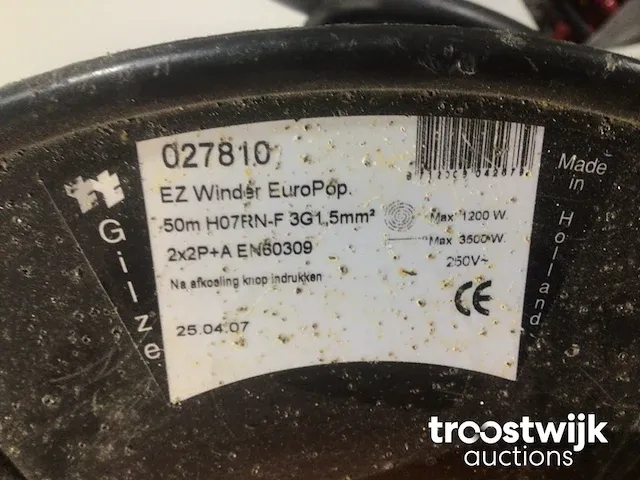 027810
EZ Winder EuroPop.
50m H07RN-F 3G1,5mm²
2x2P+A EN60309
Na afkoeling knop indrukken
25.04.07
Max 1200 W.
Max 3500 W.
250V~
CE
Gilze
Made in Holland
troostwijk
auctions